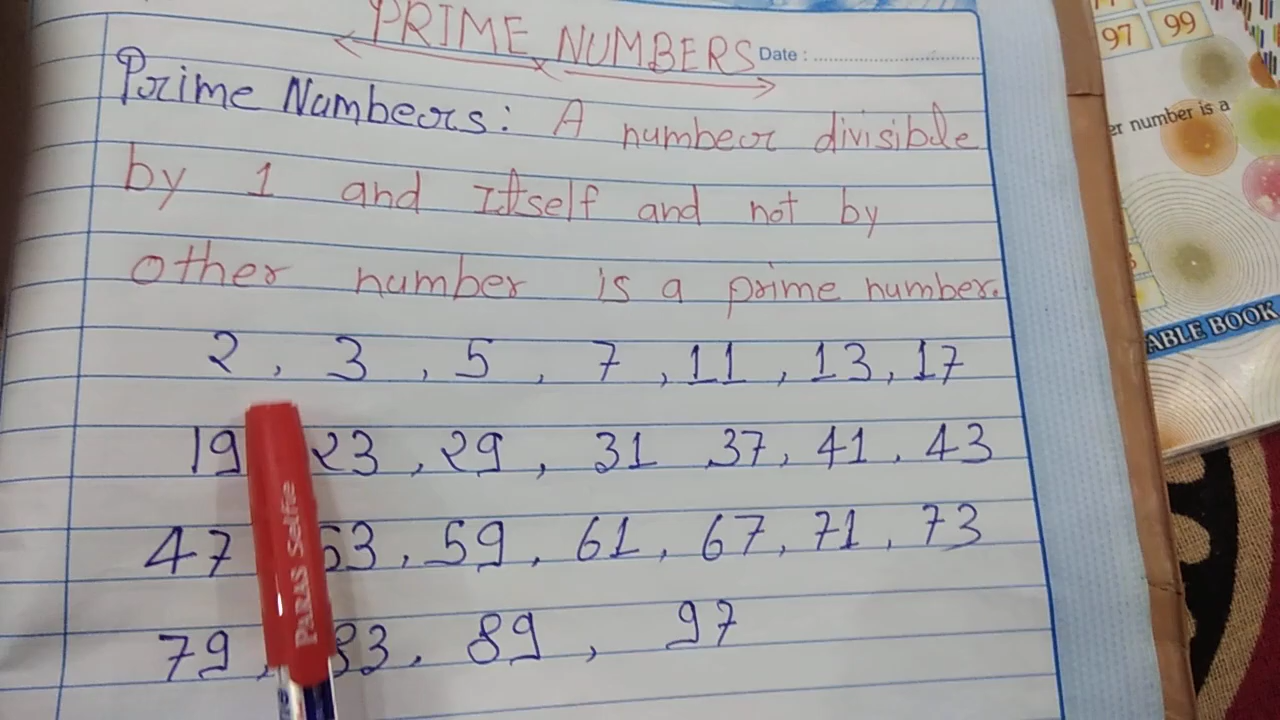 PRIME NUMBERS
Date :
Prime Numbers : A number divisible
by 1 and Itself and not by
other number is a prime number.
2, 3, 5, 7, 11, 13, 17
19 23, 29, 31 37, 41, 43
47 53, 59, 61, 67, 71, 73
79, 83, 89, 97
PARAS Selfie
97 99
number is a
ABLE BOOK